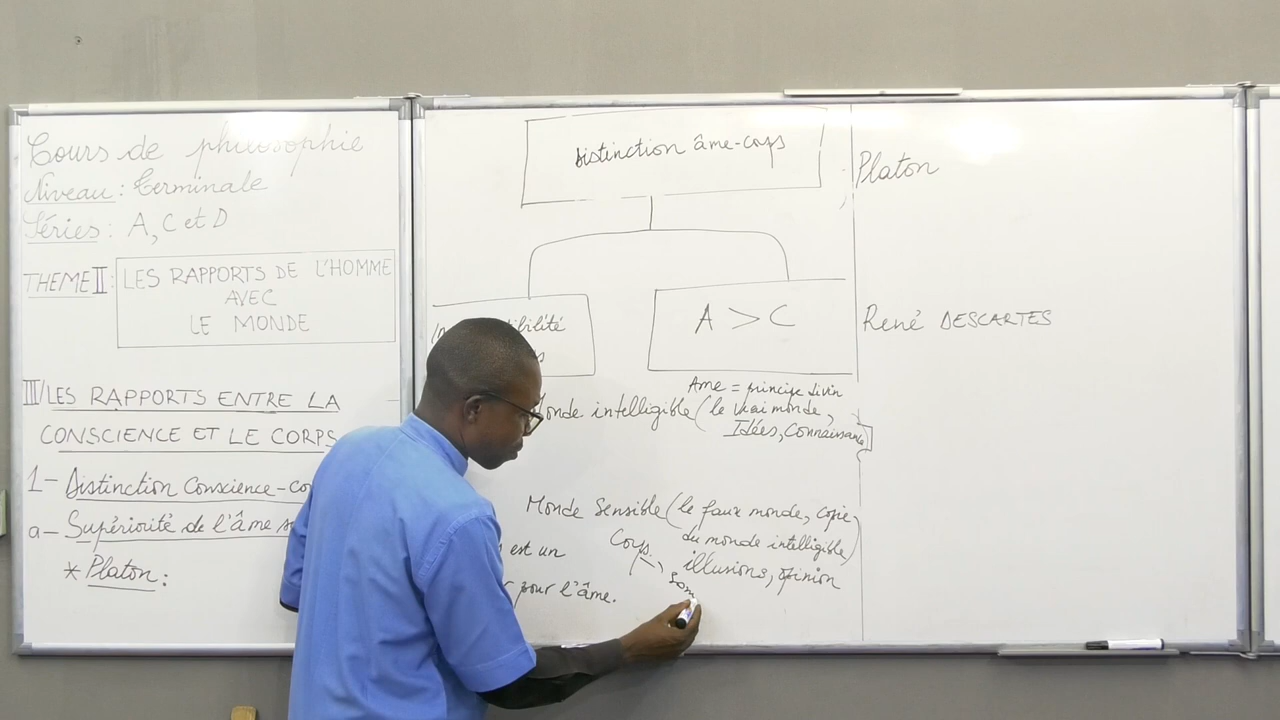 Cours de philosophie
Niveau : Terminale
Séries : A, C et D
THEME II : LES RAPPORTS DE L'HOMME
AVEC
LE MONDE
III/ LES RAPPORTS ENTRE LA
CONSCIENCE ET LE CORPS
1- Distinction Conscience-co
a- Supériorité de l'âme s
* Platon :
Distinction âme-corps
A > C
Ame = principe divin
Monde intelligible (le vrai monde,
Idées, Connaissance)
Monde Sensible (le faux monde, copie
du monde intelligible)
Corps
illusions, opinion
est un
pour l'âme.
Som
Platon
René DESCARTES